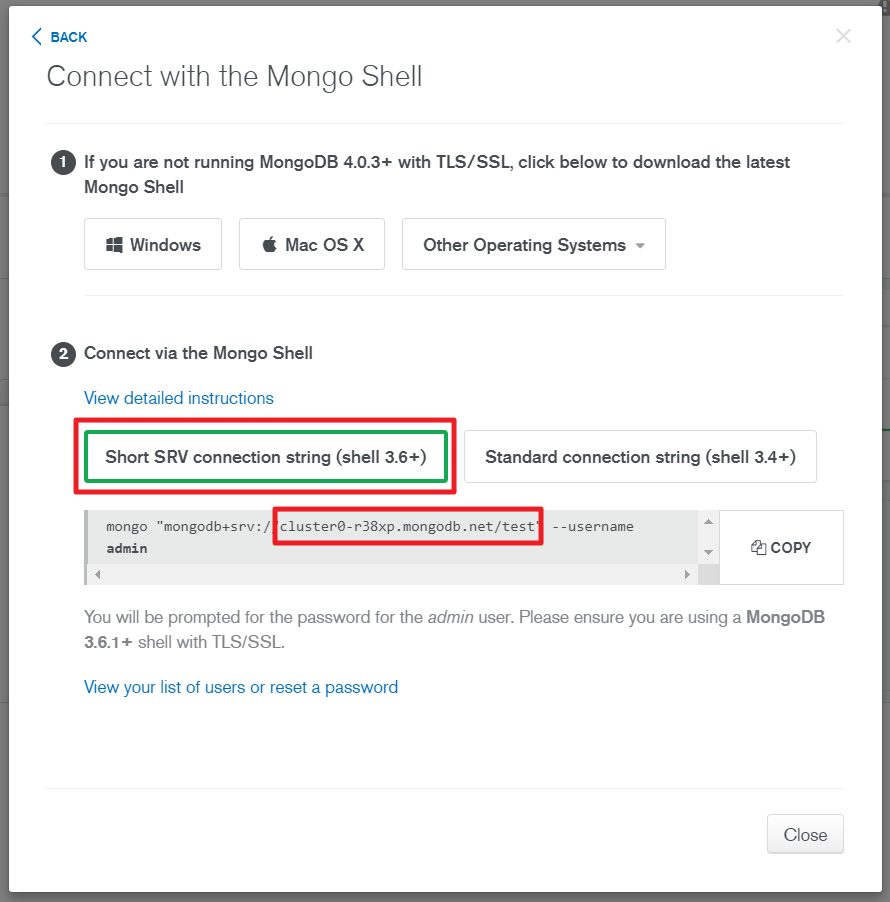 BACK
Connect with the Mongo Shell
1 If you are not running MongoDB 4.0.3+ with TLS/SSL, click below to download the latest
Mongo Shell
Windows Mac OS X Other Operating Systems
2 Connect via the Mongo Shell
View detailed instructions
Short SRV connection string (shell 3.6+) Standard connection string (shell 3.4+)
mongo "mongodb+srv://cluster0-r38xp.mongodb.net/test" --username
admin
COPY
You will be prompted for the password for the admin user. Please ensure you are using a MongoDB
3.6.1+ shell with TLS/SSL.
View your list of users or reset a password
Close